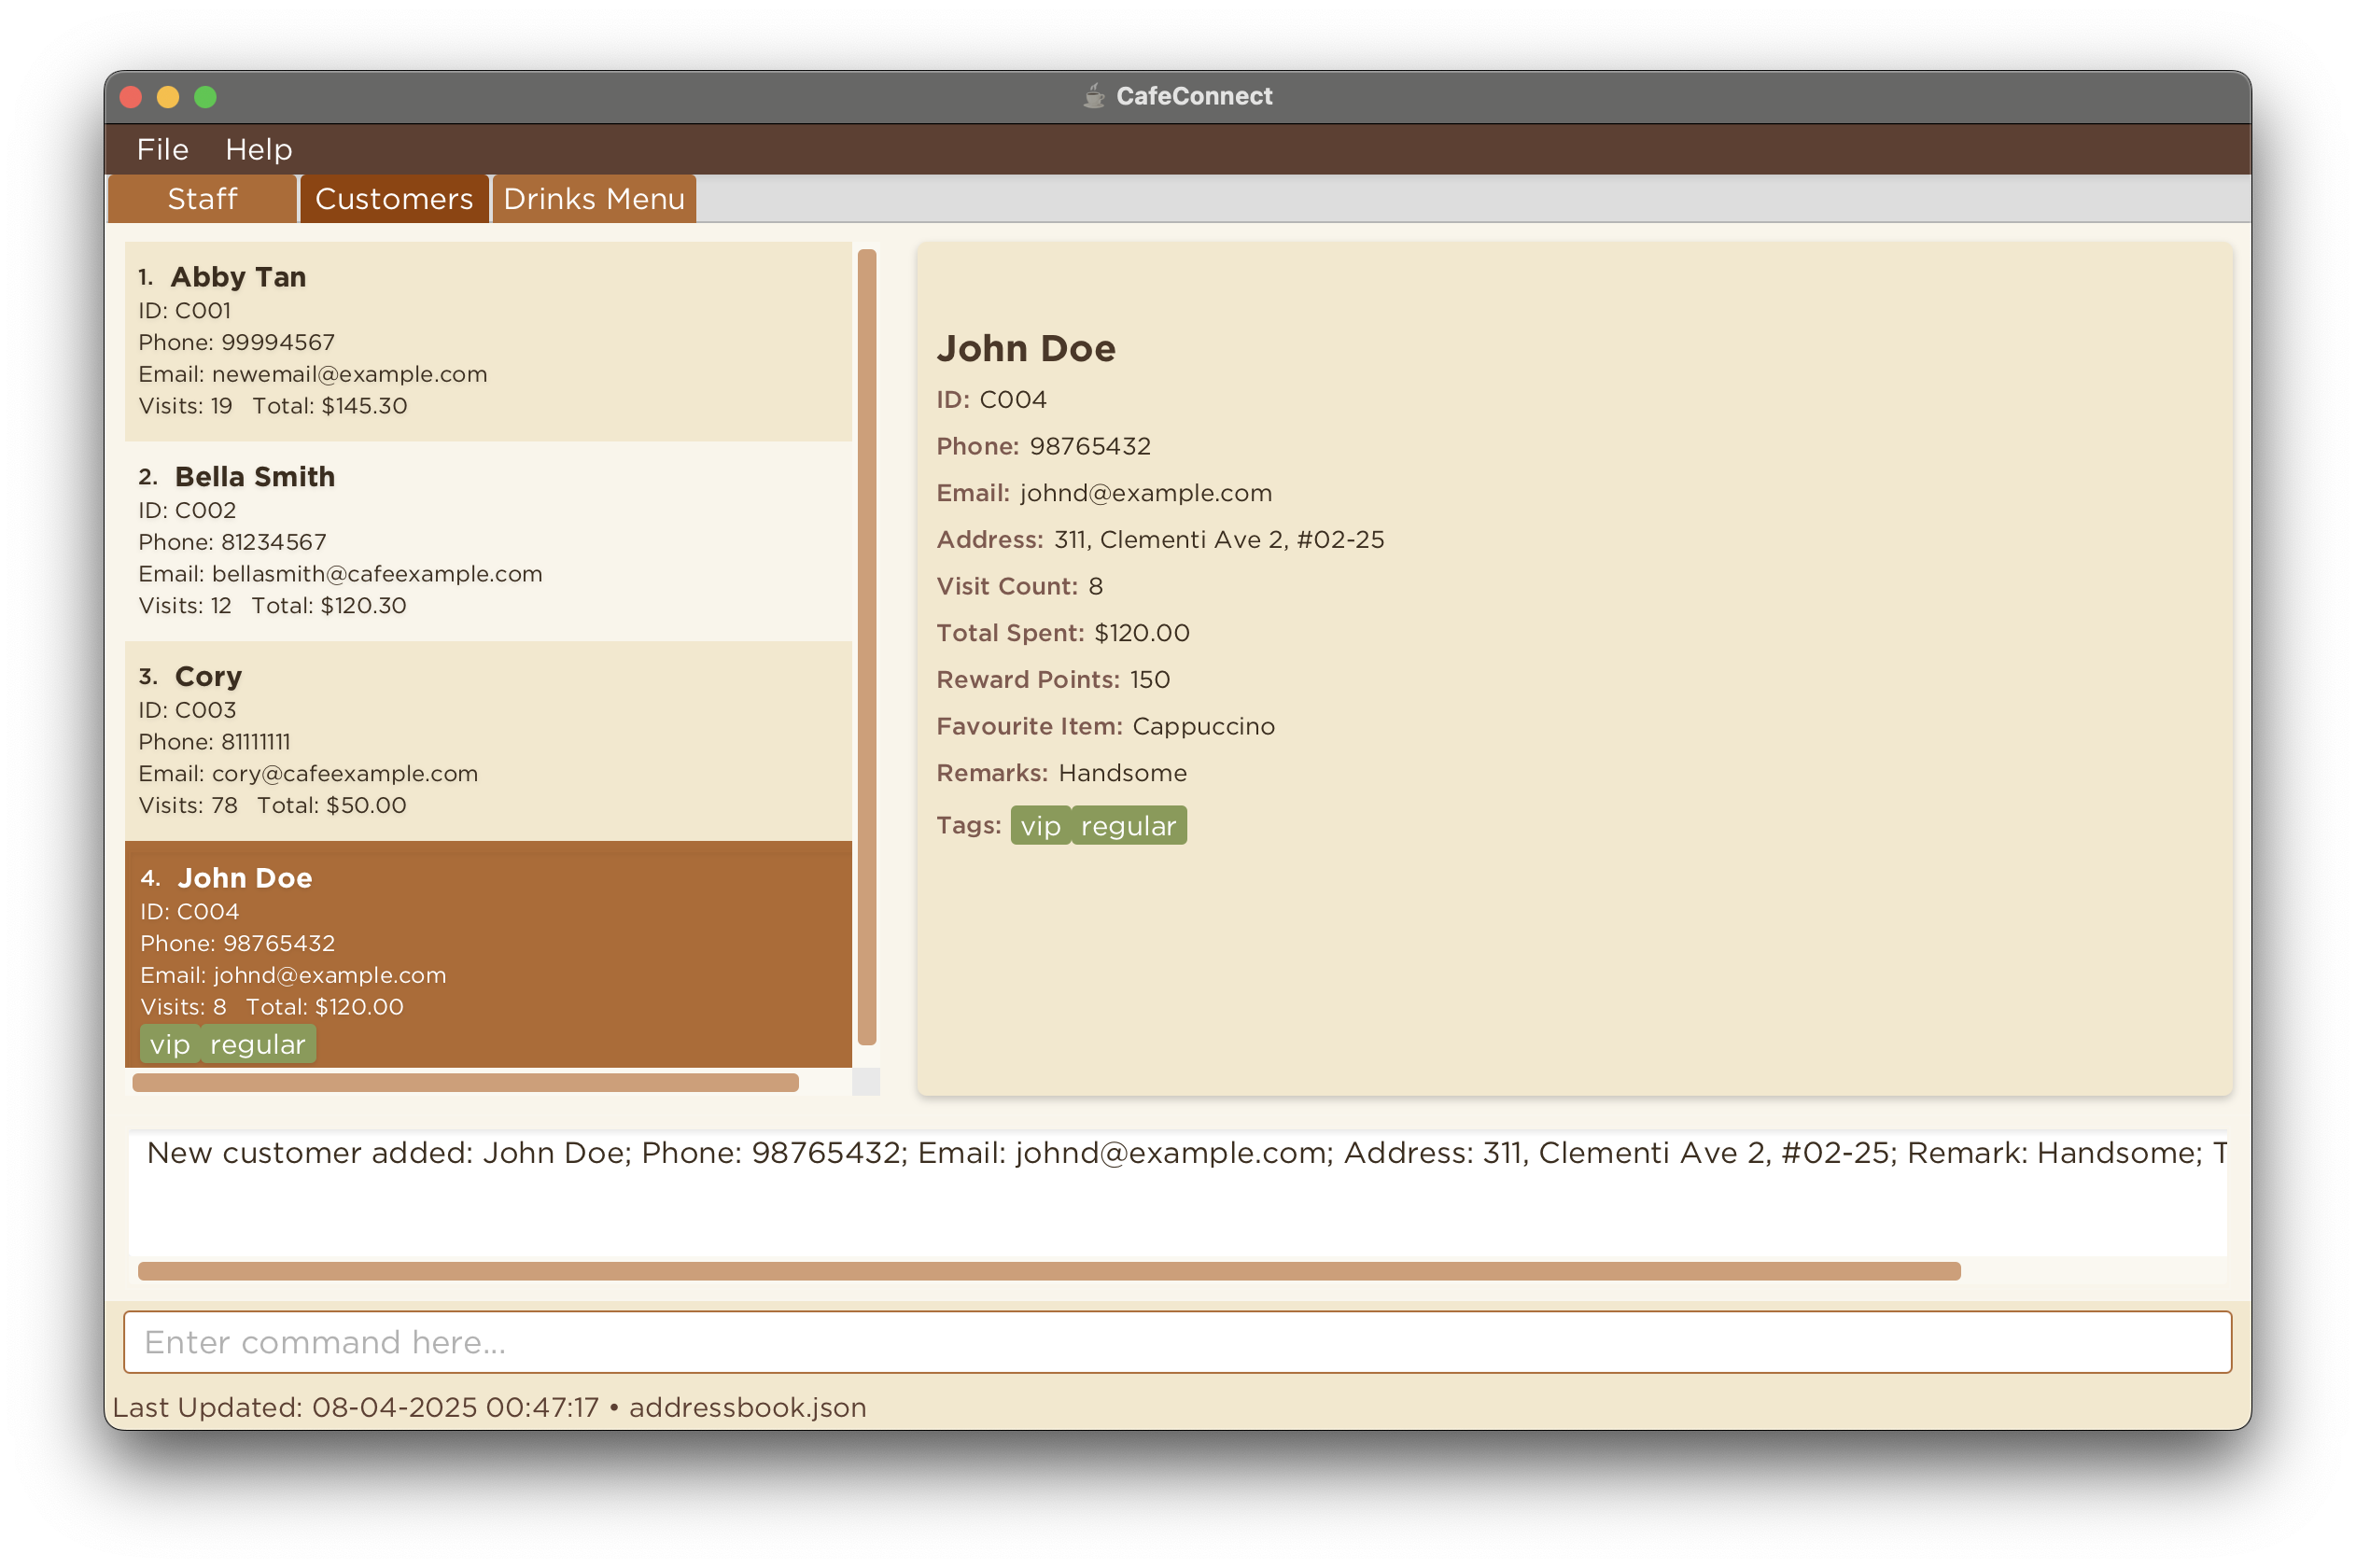 CafeConnect
File Help
Staff Customers Drinks Menu
1. Abby Tan
ID: C001
Phone: 99994567
Email: newemail@example.com
Visits: 19 Total: $145.30
2. Bella Smith
ID: C002
Phone: 81234567
Email: bellasmith@cafeexample.com
Visits: 12 Total: $120.30
3. Cory
ID: C003
Phone: 81111111
Email: cory@cafeexample.com
Visits: 78 Total: $50.00
4. John Doe
ID: C004
Phone: 98765432
Email: johnd@example.com
Visits: 8 Total: $120.00
vip regular
John Doe
ID: C004
Phone: 98765432
Email: johnd@example.com
Address: 311, Clementi Ave 2, #02-25
Visit Count: 8
Total Spent: $120.00
Reward Points: 150
Favourite Item: Cappuccino
Remarks: Handsome
Tags: vip regular
New customer added: John Doe; Phone: 98765432; Email: johnd@example.com; Address: 311, Clementi Ave 2, #02-25; Remark: Handsome; T
Enter command here...
Last Updated: 08-04-2025 00:47:17 • addressbook.json